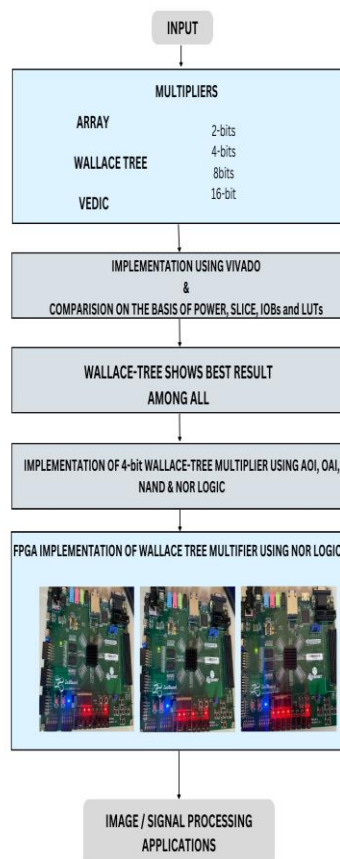 INPUT
MULTIPLIERS
ARRAY
2-bits
4-bits
WALLACE TREE
8bits
16-bit
VEDIC
IMPLEMENTATION USING VIVADO
&
COMPARISION ON THE BASIS OF POWER, SLICE, IOBs and LUTs
WALLACE-TREE SHOWS BEST RESULT
AMONG ALL
IMPLEMENTATION OF 4-bit WALLACE-TREE MULTIPLIER USING AOI, OAI,
NAND & NOR LOGIC
FPGA IMPLEMENTATION OF WALLACE TREE MULTIFIER USING NOR LOGIC
IMAGE / SIGNAL PROCESSING
APPLICATIONS